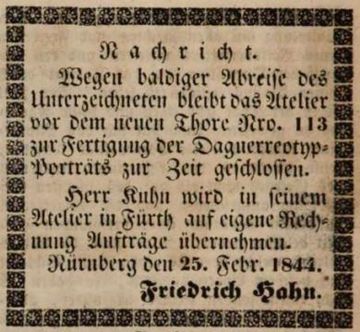 Nachricht.
Wegen baldiger Abreise des
Unterzeichneten bleibt das Atelier
vor dem neuen Thore Nro. 113
zur Fertigung der Daguerreotyp-
Porträts zur Zeit geschlossen.
Herr Kuhn wird in seinem
Atelier in Fürth auf eigene Rech-
nung Aufträge übernehmen.
Nürnberg den 25. Febr. 1844.
Friedrich Hahn.